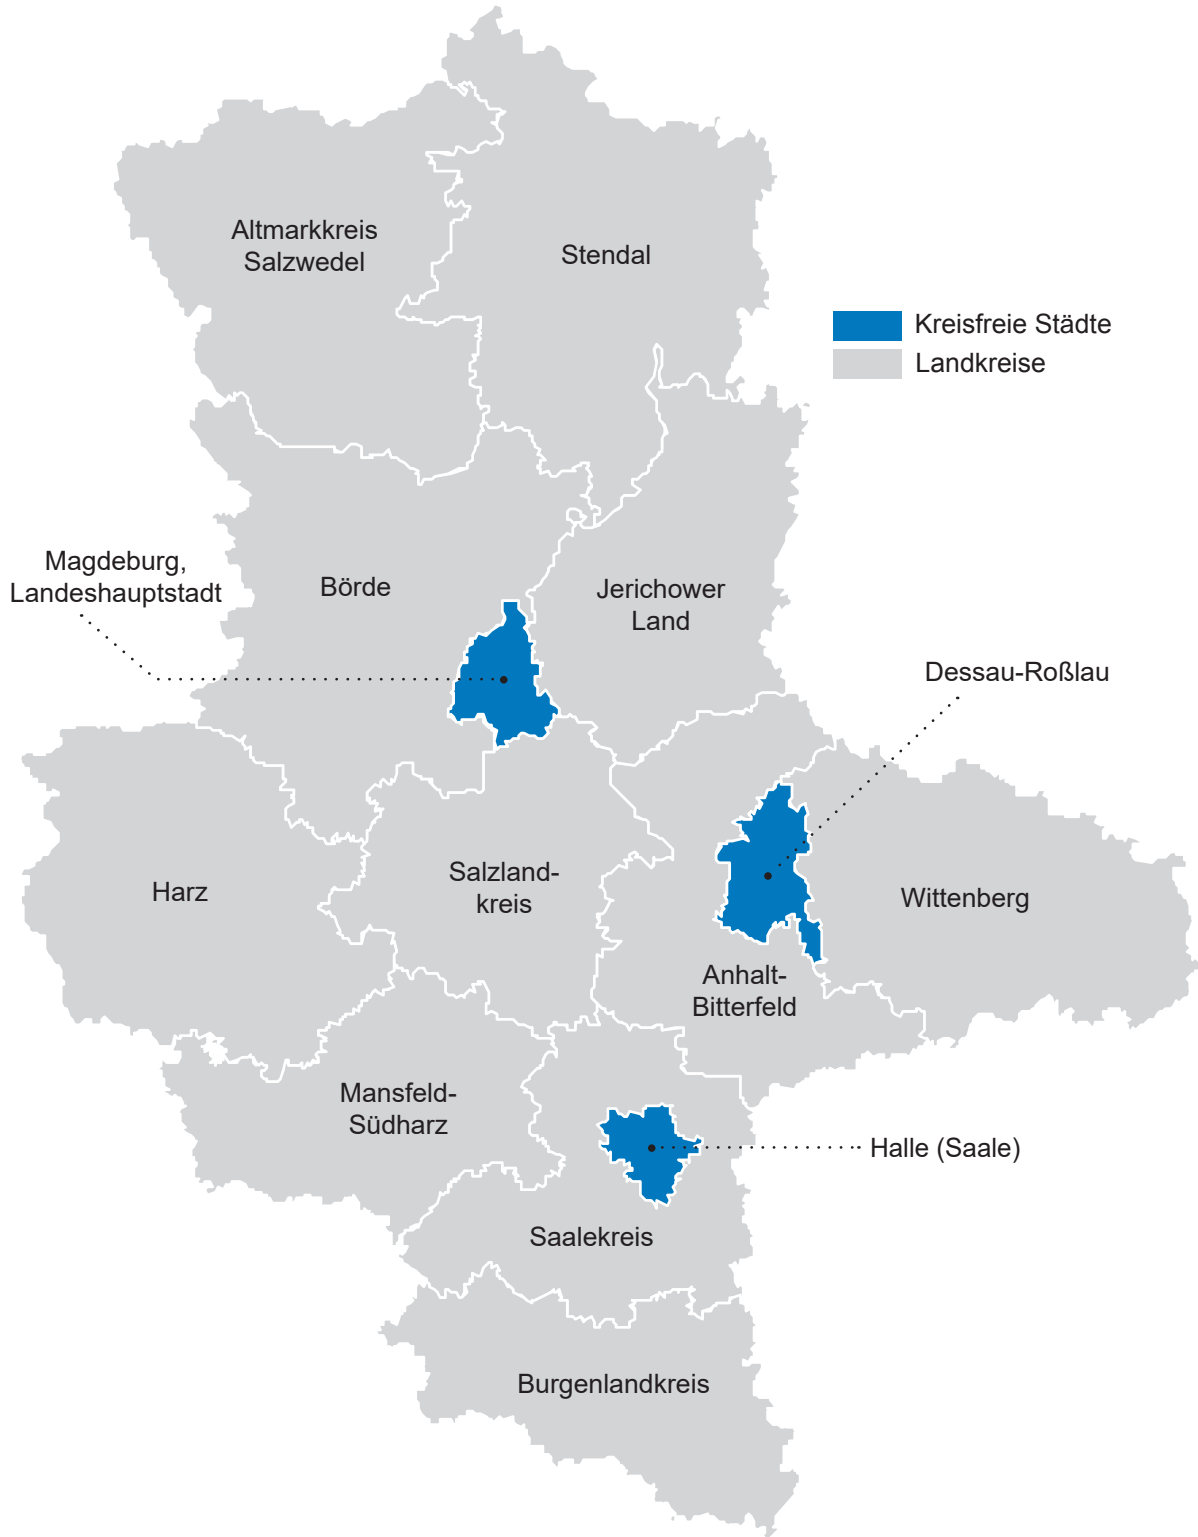 Altmarkkreis
Salzwedel
Stendal
Kreisfreie Städte
Landkreise
Magdeburg,
Landeshauptstadt
Börde
Jerichower
Land
Dessau-Roßlau
Harz
Salzland-
kreis
Wittenberg
Anhalt-
Bitterfeld
Mansfeld-
Südharz
Halle (Saale)
Saalekreis
Burgenlandkreis